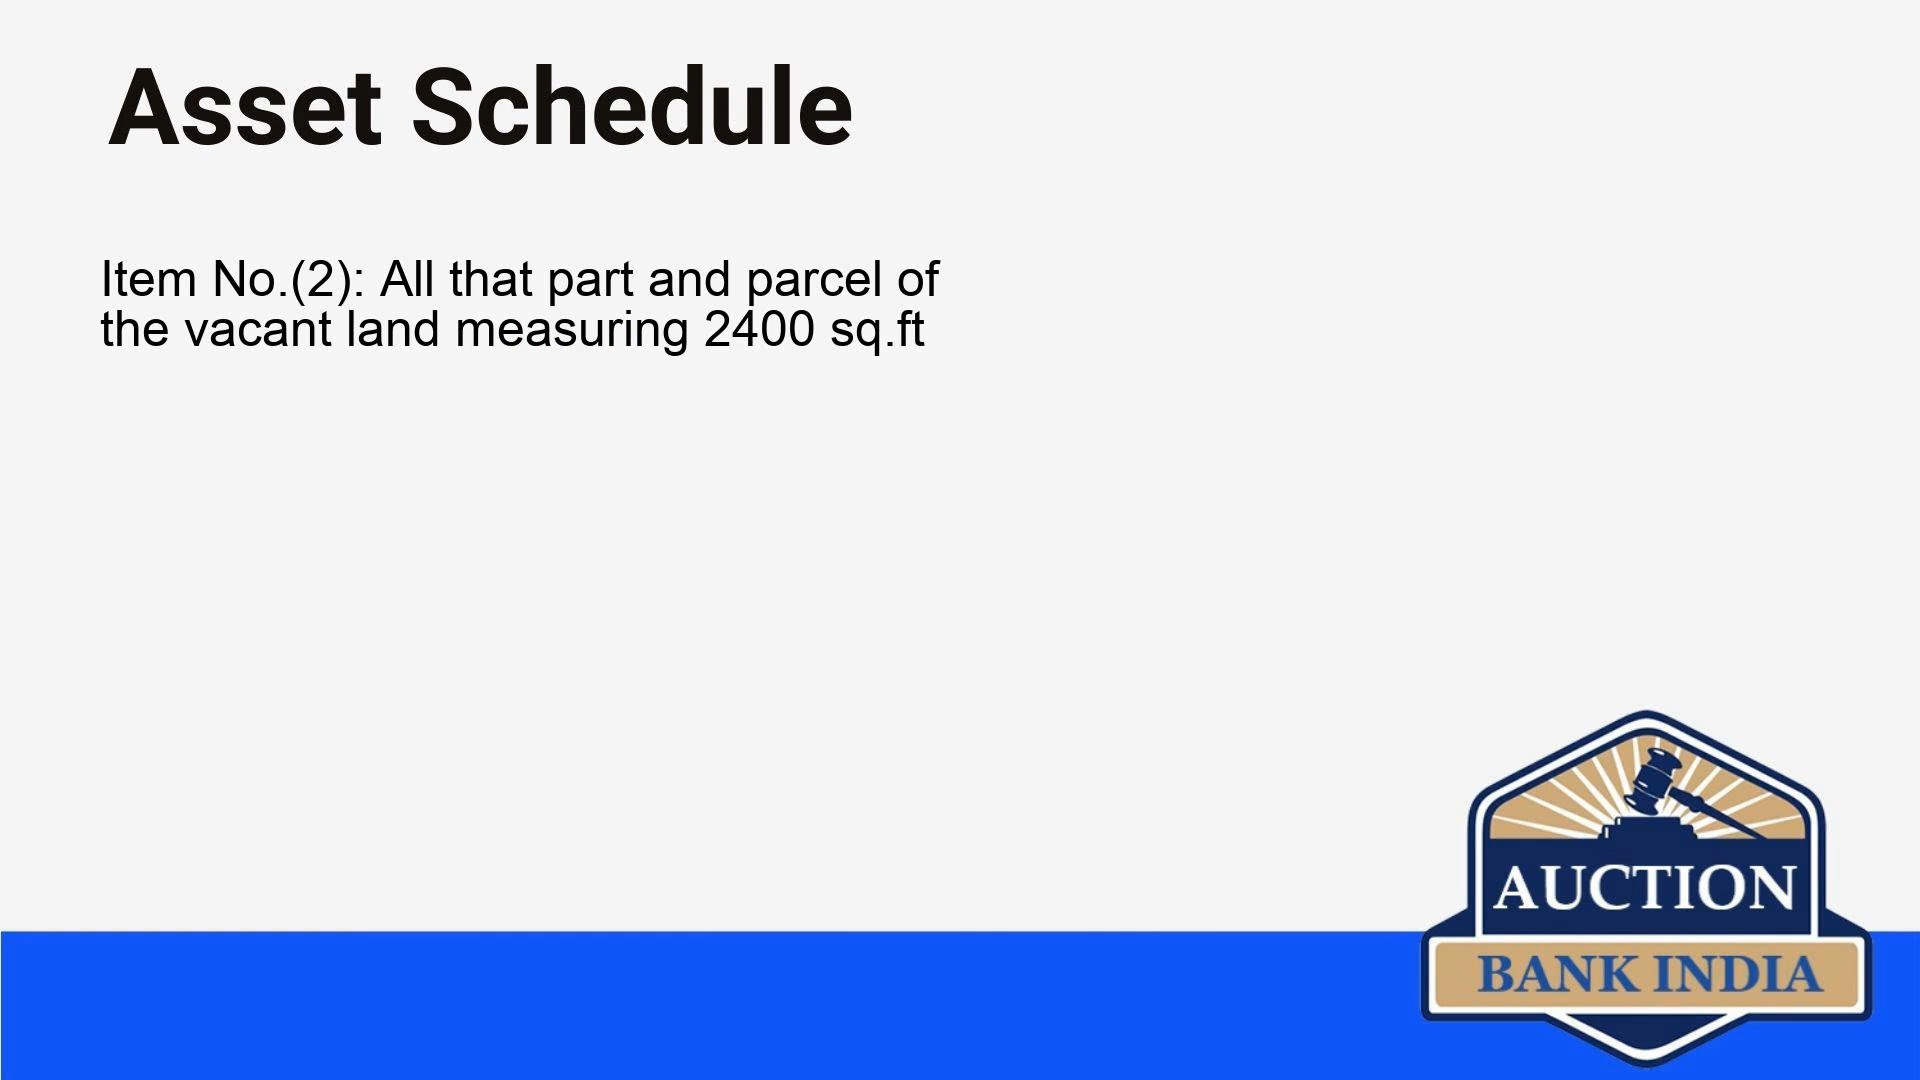 Asset Schedule
Item No.(2): All that part and parcel of
the vacant land measuring 2400 sq.ft
AUCTION
BANK INDIA